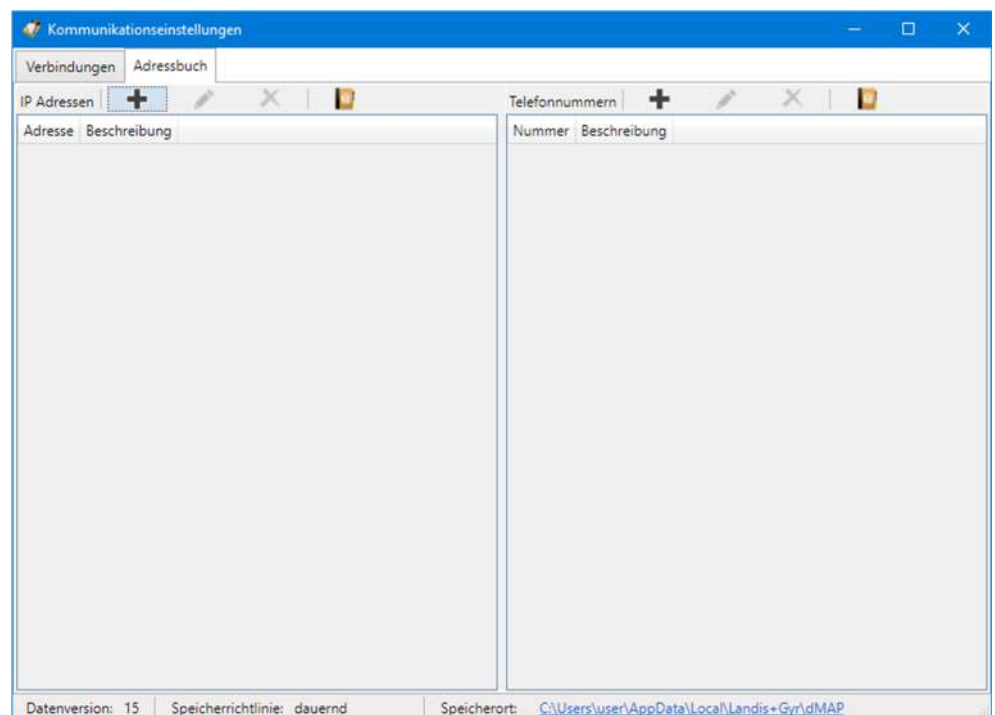 Kommunikationseinstellungen
Verbindungen Adressbuch
IP Adressen Telefonnummern
Adresse Beschreibung Nummer Beschreibung
Datenversion: 15 Speicherrichtlinie: dauernd Speicherort: C:\Users\user\AppData\Local\Landis+Gyr\dMAP